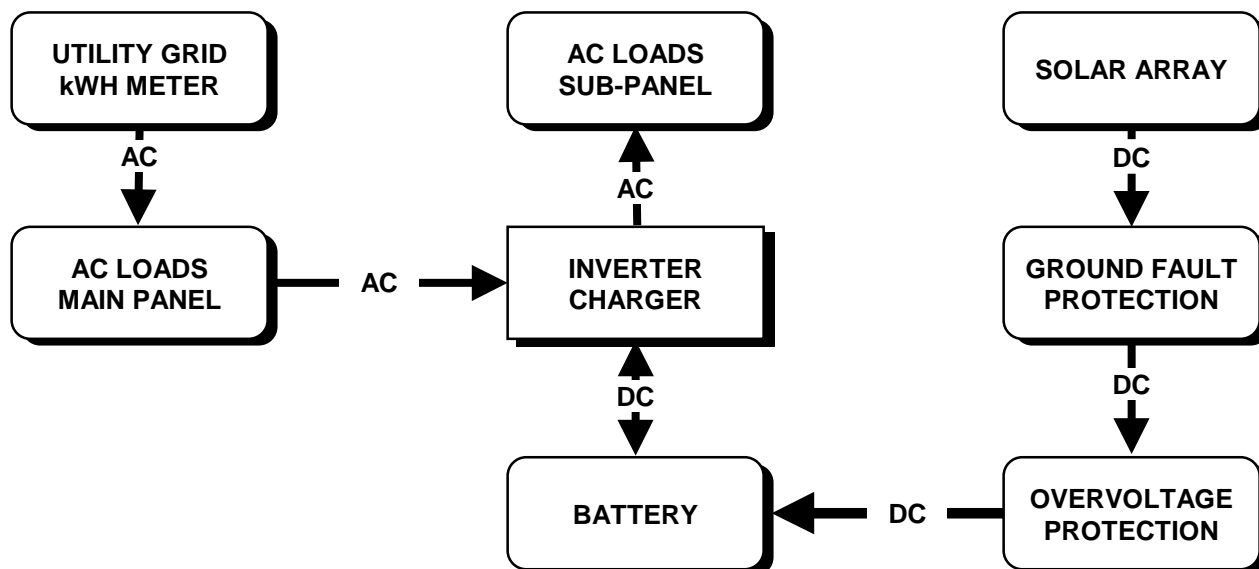 UTILITY GRID
kWH METER
AC LOADS
SUB-PANEL
SOLAR ARRAY
AC
AC
DC
AC LOADS
MAIN PANEL
AC
INVERTER
CHARGER
GROUND FAULT
PROTECTION
DC
DC
BATTERY
DC
OVERVOLTAGE
PROTECTION